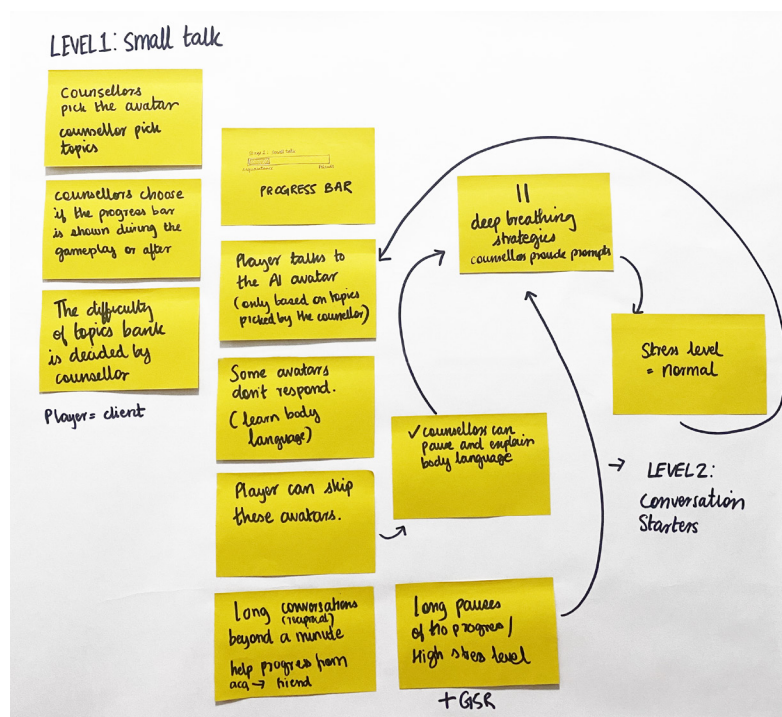 LEVEL1: Small talk
Counsellors
pick the avatar
counsellor pick
topics
counsellors choose
if the progress bar
is shown during the
gameplay or after
The difficulty
of topics bank
is decided by
counsellor
Player = client
PROGRESS BAR
Player talks to
the AI avatar
(only based on topics
picked by the counsellor)
Some avatars
don't respond.
(learn body
language)
Player can skip
these avatars.
Long conversations
(reciprocal)
beyond a minute
help progress from
acq → friend
✓ counsellors can
pause and explain
body language
Long pauses
of no progress /
High stress level
+GSR
||
deep breathing
strategies
counsellor provide prompts
Stress level
= normal
→ LEVEL2:
Conversation
Starters